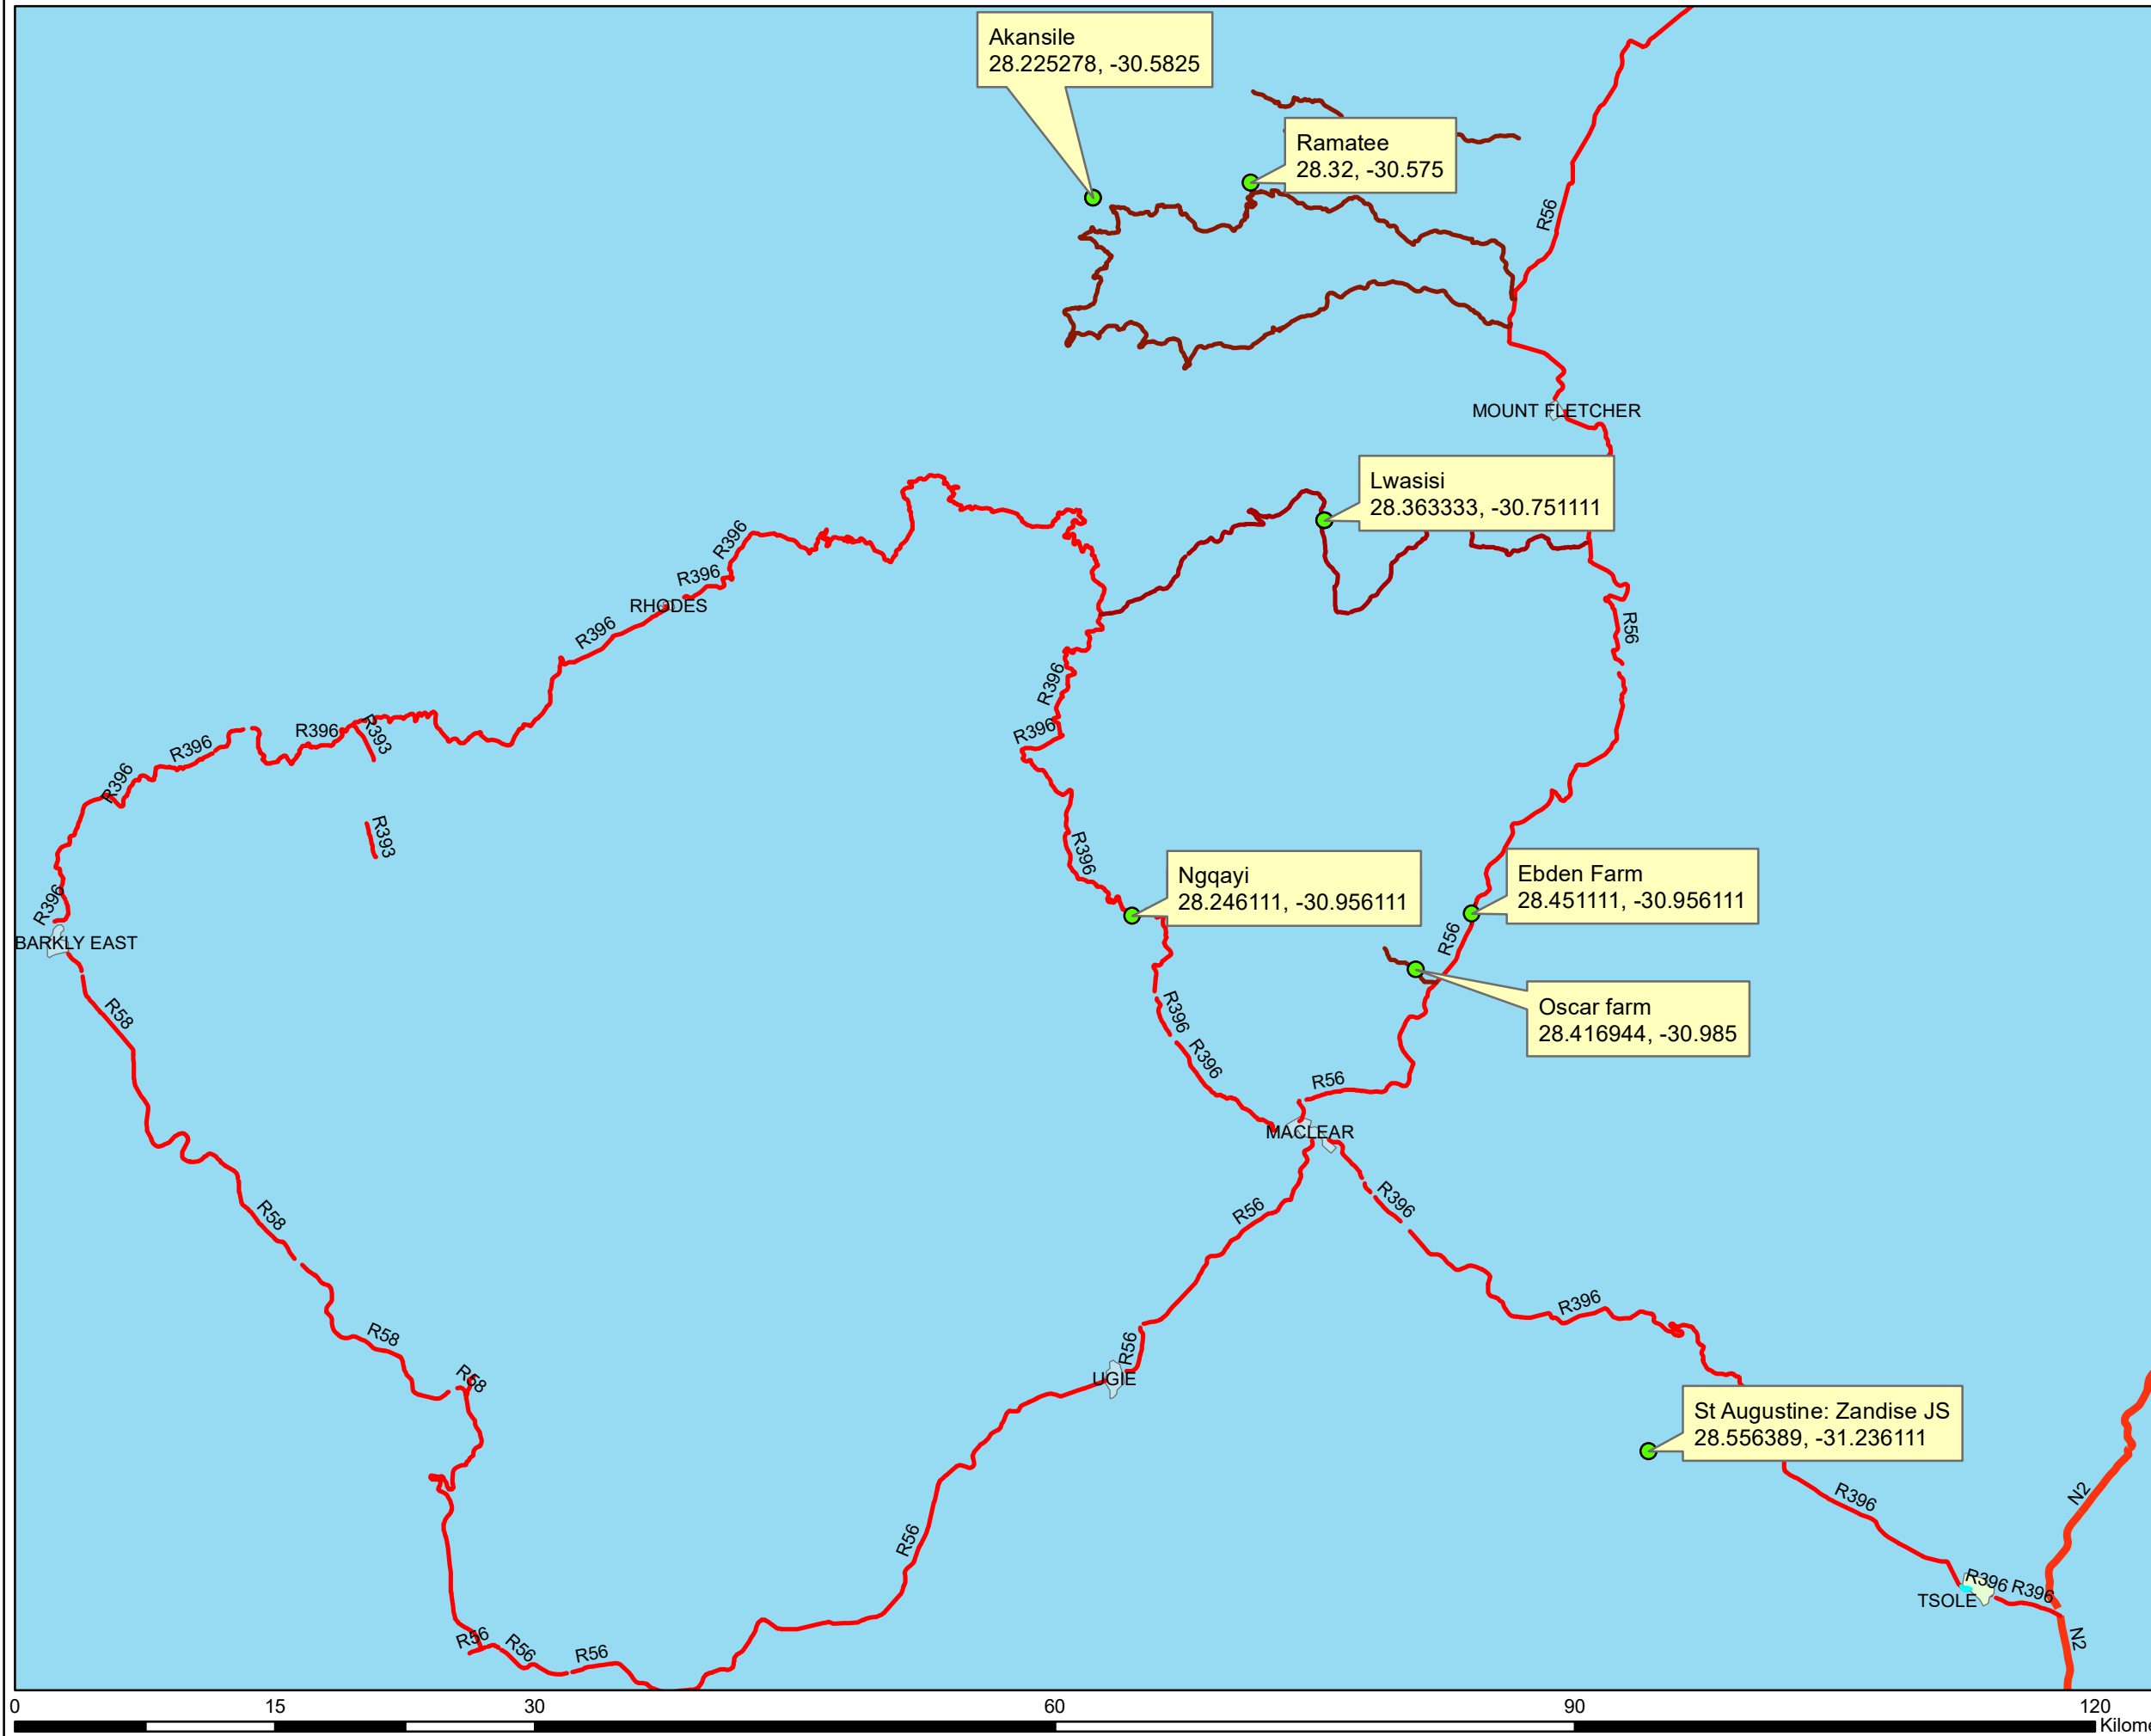 Akansile
28.225278, -30.5825
Ramatee
28.32, -30.575
R56
MOUNT FLETCHER
Lwasisi
28.363333, -30.751111
R396
R396
RHODES
R396
R56
R396
R396
R396
R393
R396
R396
R393
R396
R396
BARKLY EAST
Ngqayi
28.246111, -30.956111
Ebden Farm
28.451111, -30.956111
R56
Oscar farm
28.416944, -30.985
R58
R396
R396
R56
MACLEAR
R58
R56
R396
R396
R58
R58
R56
UGIE
St Augustine: Zandise JS
28.556389, -31.236111
R396
N2
R56
R396
R396
TSOLE
R56
R56
R56
N2
0
15
30
60
90
120